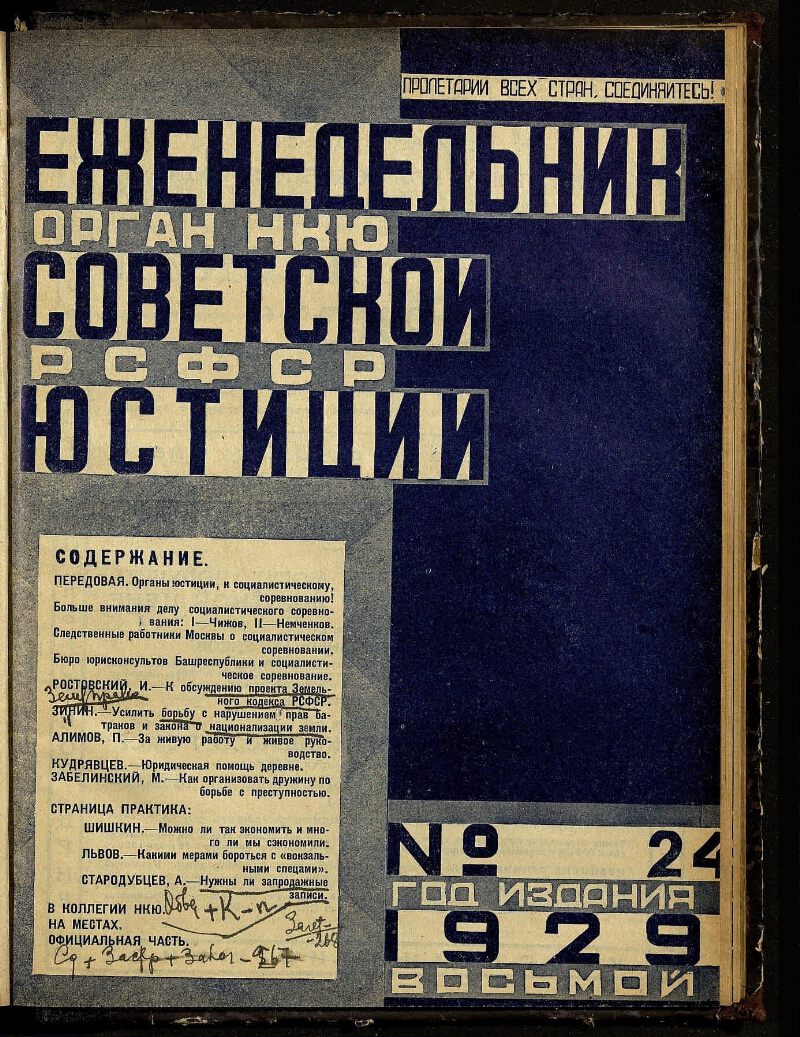 ПРОЛЕТАРИИ ВСЕХ СТРАН, СОЕДИНЯЙТЕСЬ!
ЕЖЕНЕДЕЛЬНИК
ОРГАН НКЮ
СОВЕТСКОЙ
РСФСР
ЮСТИЦИИ
СОДЕРЖАНИЕ.
ПЕРЕДОВАЯ. Органы юстиции, к социалистическому,
соревнованию!
Больше внимания делу социалистического соревно-
вания: I—Чижов, II—Немченков.
Следственные работники Москвы о социалистическом
соревновании.
Бюро юрисконсультов Башреспублики и социалисти-
ческое соревнование.
РОСТОВСКИЙ, И.—К обсуждению проекта Земель-
ного кодекса РСФСР.
ЗИНИН.—Усилить борьбу с нарушением прав ба-
траков и закона о национализации земли.
АЛИМОВ, П.—За живую работу и живое руко-
водство.
КУДРЯВЦЕВ.—Юридическая помощь деревне.
ЗАБЕЛИНСКИЙ, М.—Как организовать дружину по
борьбе с преступностью.
СТРАНИЦА ПРАКТИКА:
ШИШКИН.—Можно ли так экономить и мно-
го ли мы сэкономили.
ЛЬВОВ.—Какими мерами бороться с «вокзаль-
ными спецами».
СТАРОДУБЦЕВ, А.—Нужны ли запродажные
записи.
В КОЛЛЕГИИ НКЮ.
НА МЕСТАХ.
ОФИЦИАЛЬНАЯ ЧАСТЬ.
№ 24
ГОД ИЗДАНИЯ
1929
ВОСЬМОЙ